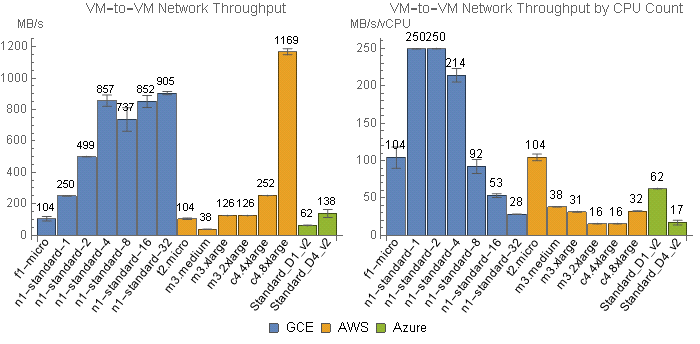 VM-to-VM Network Throughput
MB/s
1200
1000
800
600
400
200
0
104
250
499
857
737
852
905
104
38
126
126
252
1169
62
138
f1-micro
n1-standard-1
n1-standard-2
n1-standard-4
n1-standard-8
n1-standard-16
n1-standard-32
t2.micro
m3.medium
m3.xlarge
m3.2xlarge
c4.4xlarge
c4.8xlarge
Standard_D1_v2
Standard_D4_v2
VM-to-VM Network Throughput by CPU Count
MB/s/vCPU
250
200
150
100
50
0
104
250
250
214
92
53
28
104
38
31
16
16
32
62
17
f1-micro
n1-standard-1
n1-standard-2
n1-standard-4
n1-standard-8
n1-standard-16
n1-standard-32
t2.micro
m3.medium
m3.xlarge
m3.2xlarge
c4.4xlarge
c4.8xlarge
Standard_D1_v2
Standard_D4_v2
GCE AWS Azure